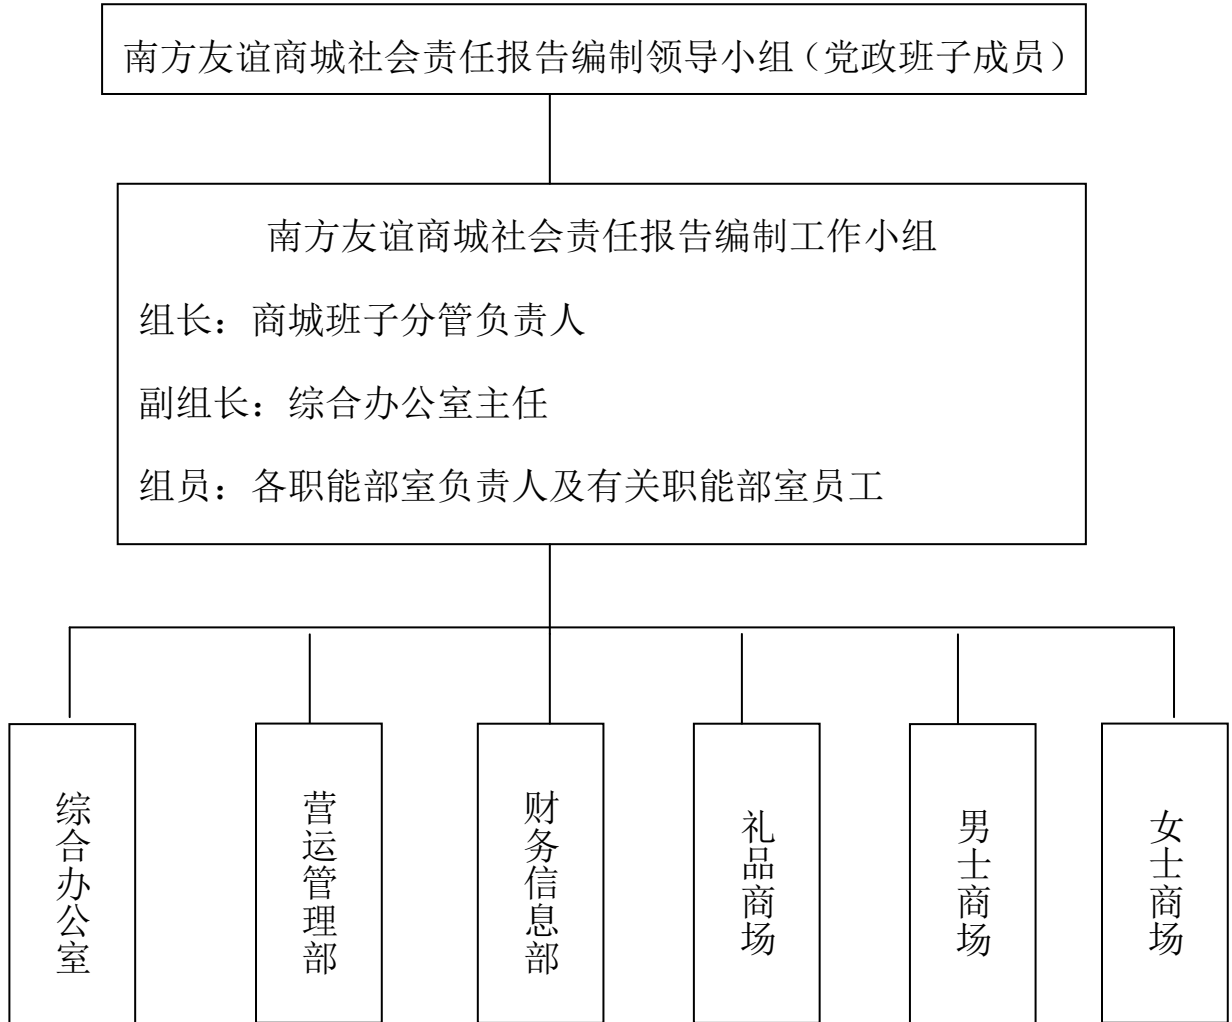 南方友谊商城社会责任报告编制领导小组（党政班子成员）
南方友谊商城社会责任报告编制工作小组
组长：商城班子分管负责人
副组长：综合办公室主任
组员：各职能部室负责人及有关职能部室员工
综合办公室
营运管理部
财务信息部
礼品商场
男士商场
女士商场